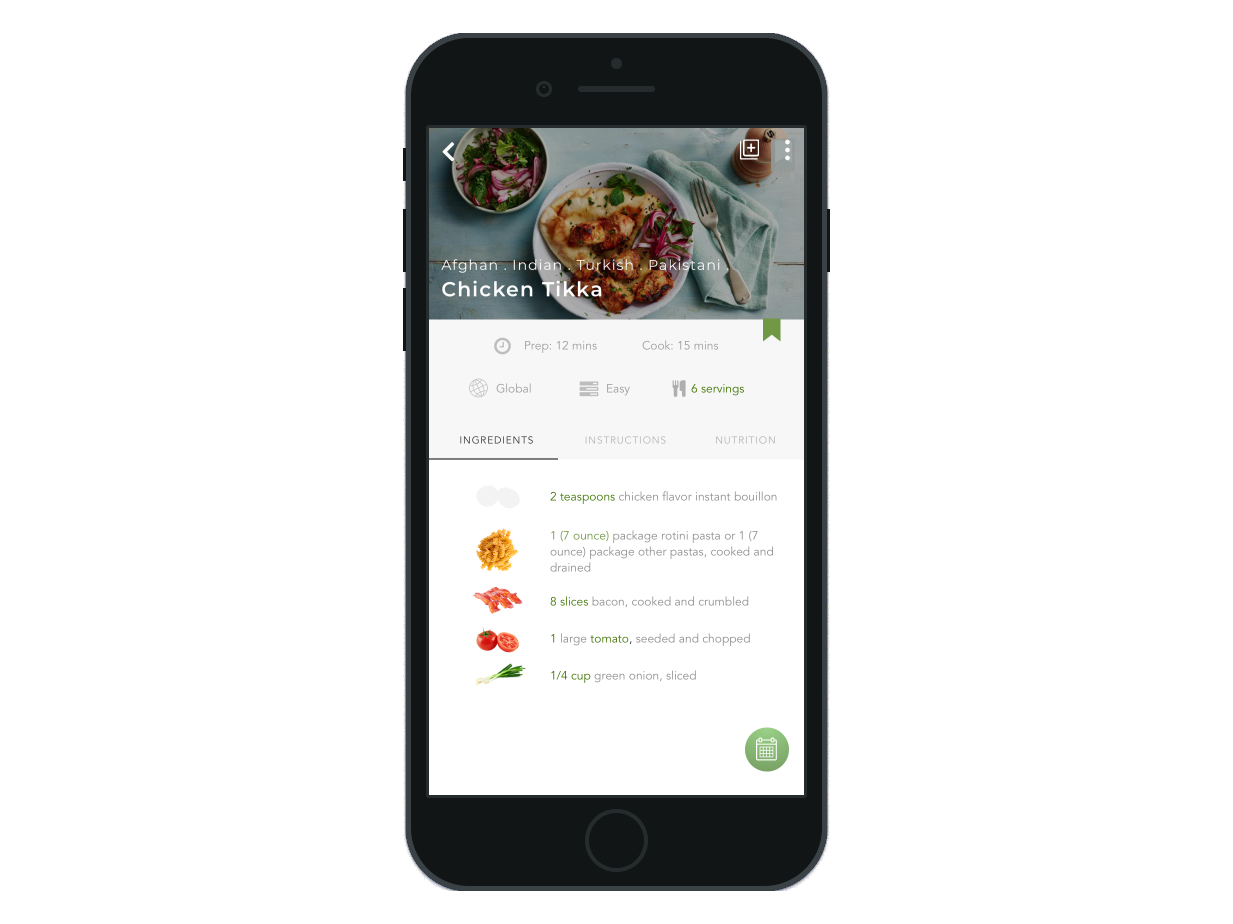 Afghan . Indian . Turkish . Pakistani .
Chicken Tikka
Prep: 12 mins Cook: 15 mins
Global Easy 6 servings
INGREDIENTS INSTRUCTIONS NUTRITION
2 teaspoons chicken flavor instant bouillon
1 (7 ounce) package rotini pasta or 1 (7
ounce) package other pastas, cooked and
drained
8 slices bacon, cooked and crumbled
1 large tomato, seeded and chopped
1/4 cup green onion, sliced